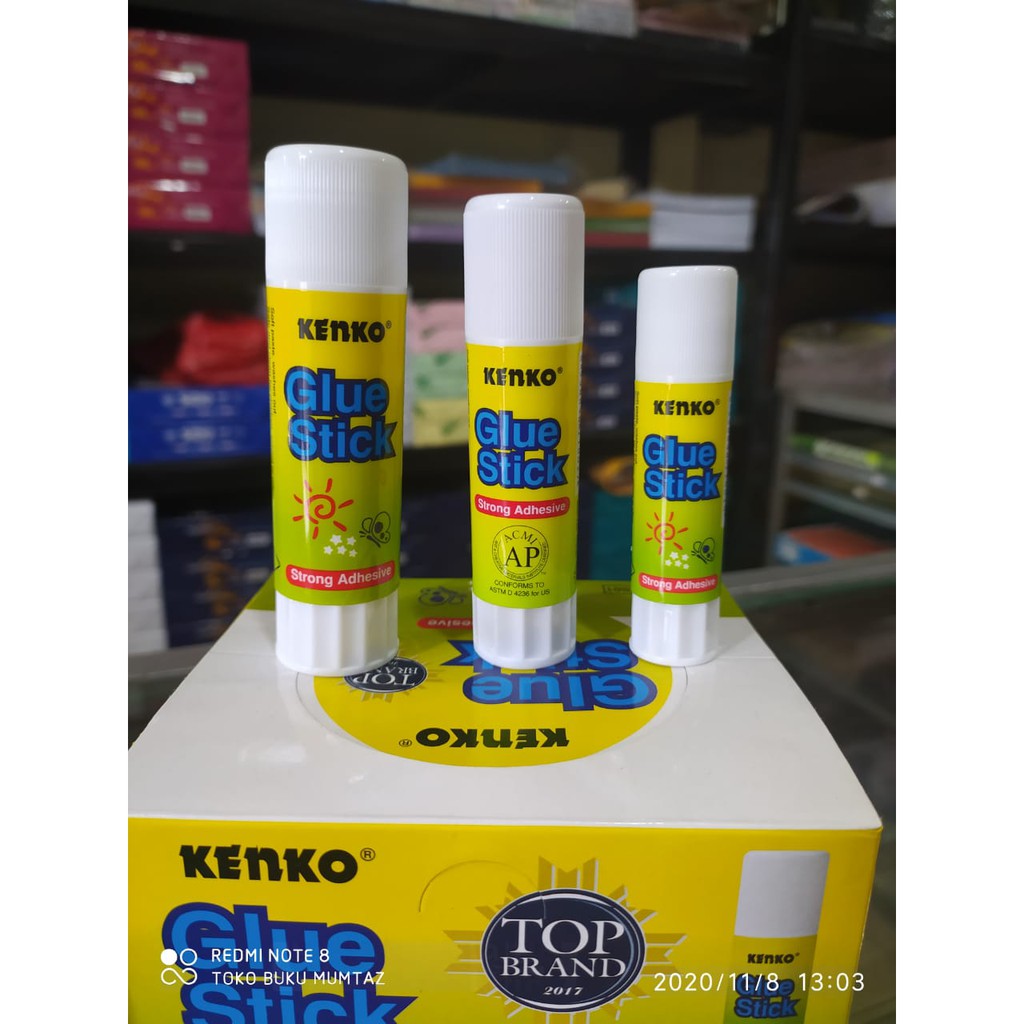 KENKO®
Glue
Stick
Strong Adhesive
KENKO®
Glue
Stick
Strong Adhesive
ACMI
AP
CONFORMS TO
ASTM D 4236 for US
KENKO®
Glue
Stick
Strong Adhesive
Adhesive
Glue
Stick
TOP
BRAND
KENKO®
KENKO®
Glue
Stick
TOP
BRAND
2017
KENKO®
Glue
Stick
REDMI NOTE 8
TOKO BUKU MUMTAZ
2020/11/8 13:03